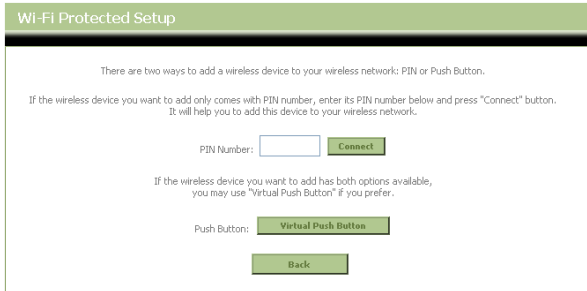 Wi-Fi Protected Setup
There are two ways to add a wireless device to your wireless network: PIN or Push Button.
If the wireless device you want to add only comes with PIN number, enter its PIN number below and press "Connect" button.
It will help you to add this device to your wireless network.
PIN Number: Connect
If the wireless device you want to add has both options available,
you may use "Virtual Push Button" if you prefer.
Push Button: Virtual Push Button
Back